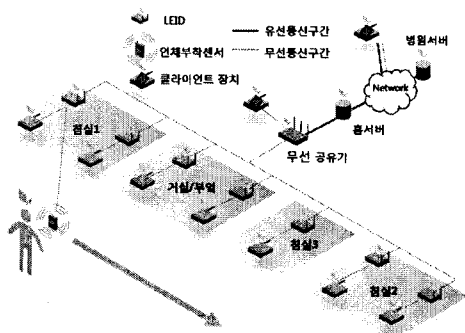 LEID
인체부착센서
클라이언트 장치
유선통신구간
무선통신구간
병원서버
Network
홈서버
무선 공유기
침실1
거실/부엌
침실3
침실2